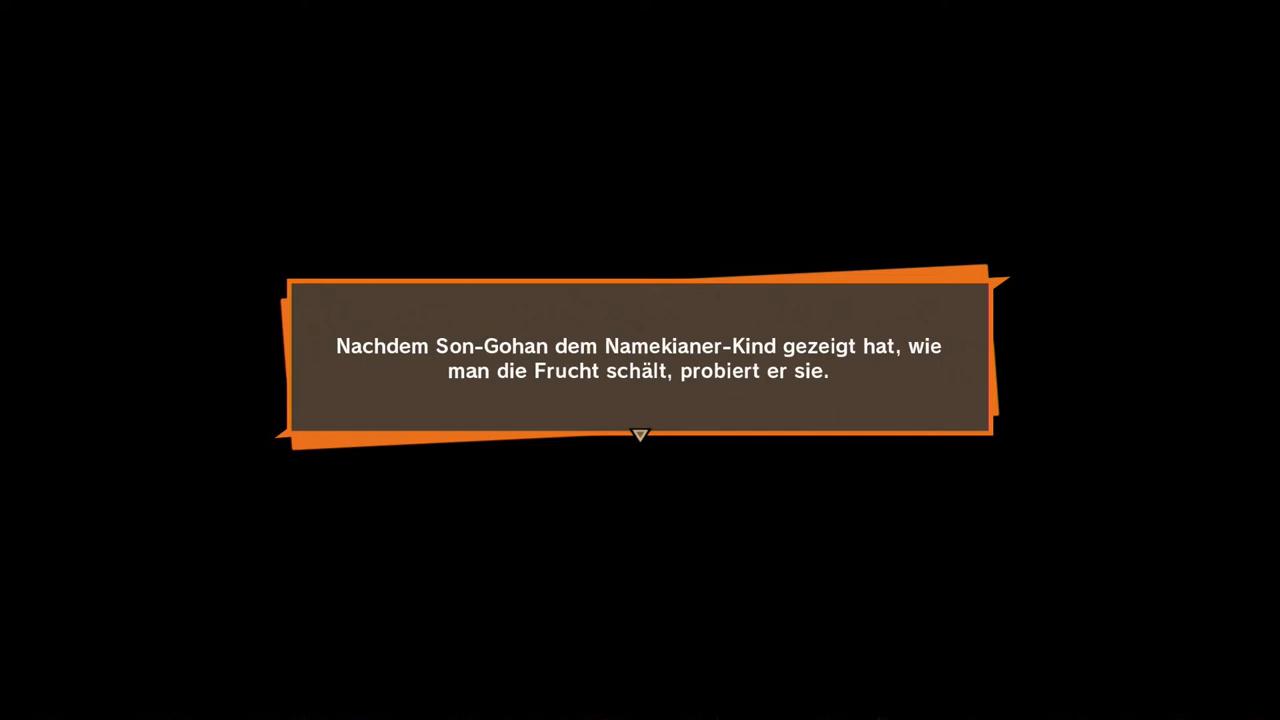 Nachdem Son-Gohan dem Namekianer-Kind gezeigt hat, wie
man die Frucht schält, probiert er sie.